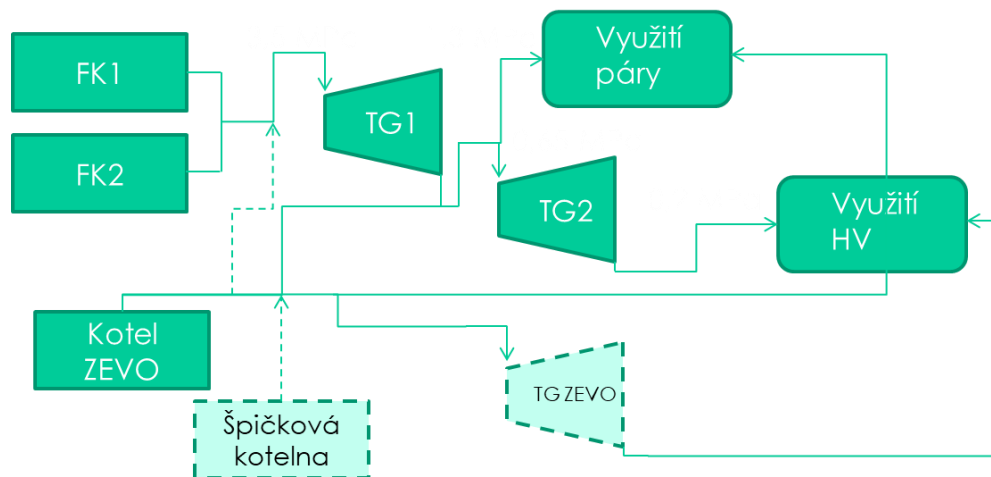 FK1
FK2
TG1
Využití
páry
TG2
Využití
HV
Kotel
ZEVO
Špičková
kotelna
TG ZEVO